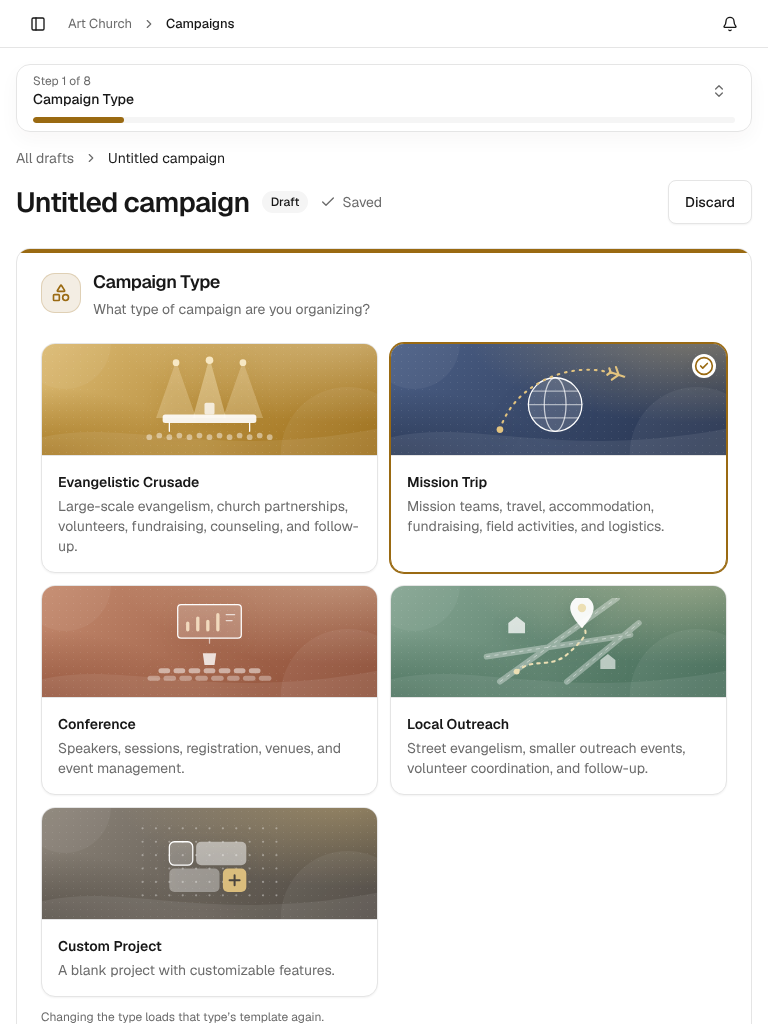 Art Church > Campaigns
Step 1 of 8
Campaign Type
All drafts > Untitled campaign
Untitled campaign Draft Saved Discard
Campaign Type
What type of campaign are you organizing?
Evangelistic Crusade
Large-scale evangelism, church partnerships,
volunteers, fundraising, counseling, and follow-
up.
Mission Trip
Mission teams, travel, accommodation,
fundraising, field activities, and logistics.
Conference
Speakers, sessions, registration, venues, and
event management.
Local Outreach
Street evangelism, smaller outreach events,
volunteer coordination, and follow-up.
Custom Project
A blank project with customizable features.
Changing the type loads that type's template again.